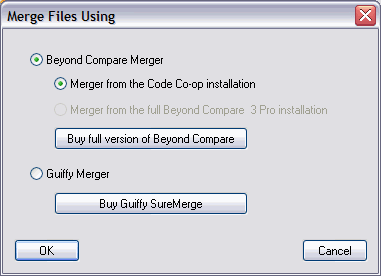 Merge Files Using
Beyond Compare Merger
Merger from the Code Co-op installation
Merger from the full Beyond Compare 3 Pro installation
Buy full version of Beyond Compare
Guiffy Merger
Buy Guiffy SureMerge
OK Cancel